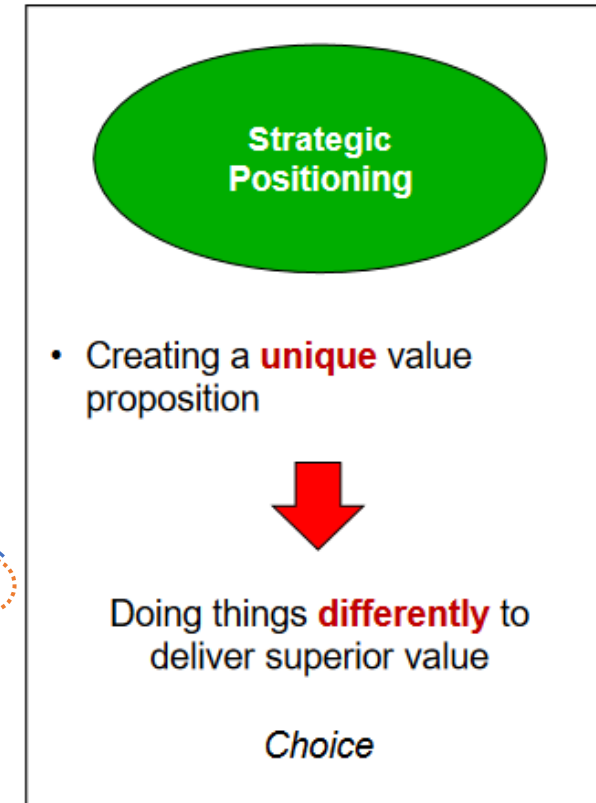 Strategic
Positioning
• Creating a unique value
proposition
Doing things differently to
deliver superior value
Choice